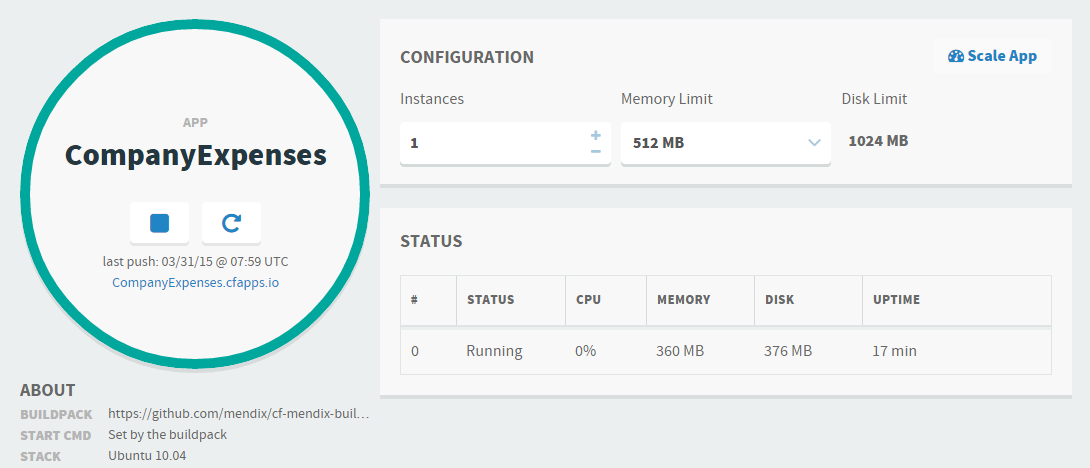 APP
CompanyExpenses
last push: 03/31/15 @ 07:59 UTC
CompanyExpenses.cfapps.io
ABOUT
BUILDPACK https://github.com/mendix/cf-mendix-buil...
START CMD Set by the buildpack
STACK Ubuntu 10.04
CONFIGURATION
Scale App
Instances Memory Limit Disk Limit
1 512 MB 1024 MB
STATUS
# STATUS CPU MEMORY DISK UPTIME
0 Running 0% 360 MB 376 MB 17 min